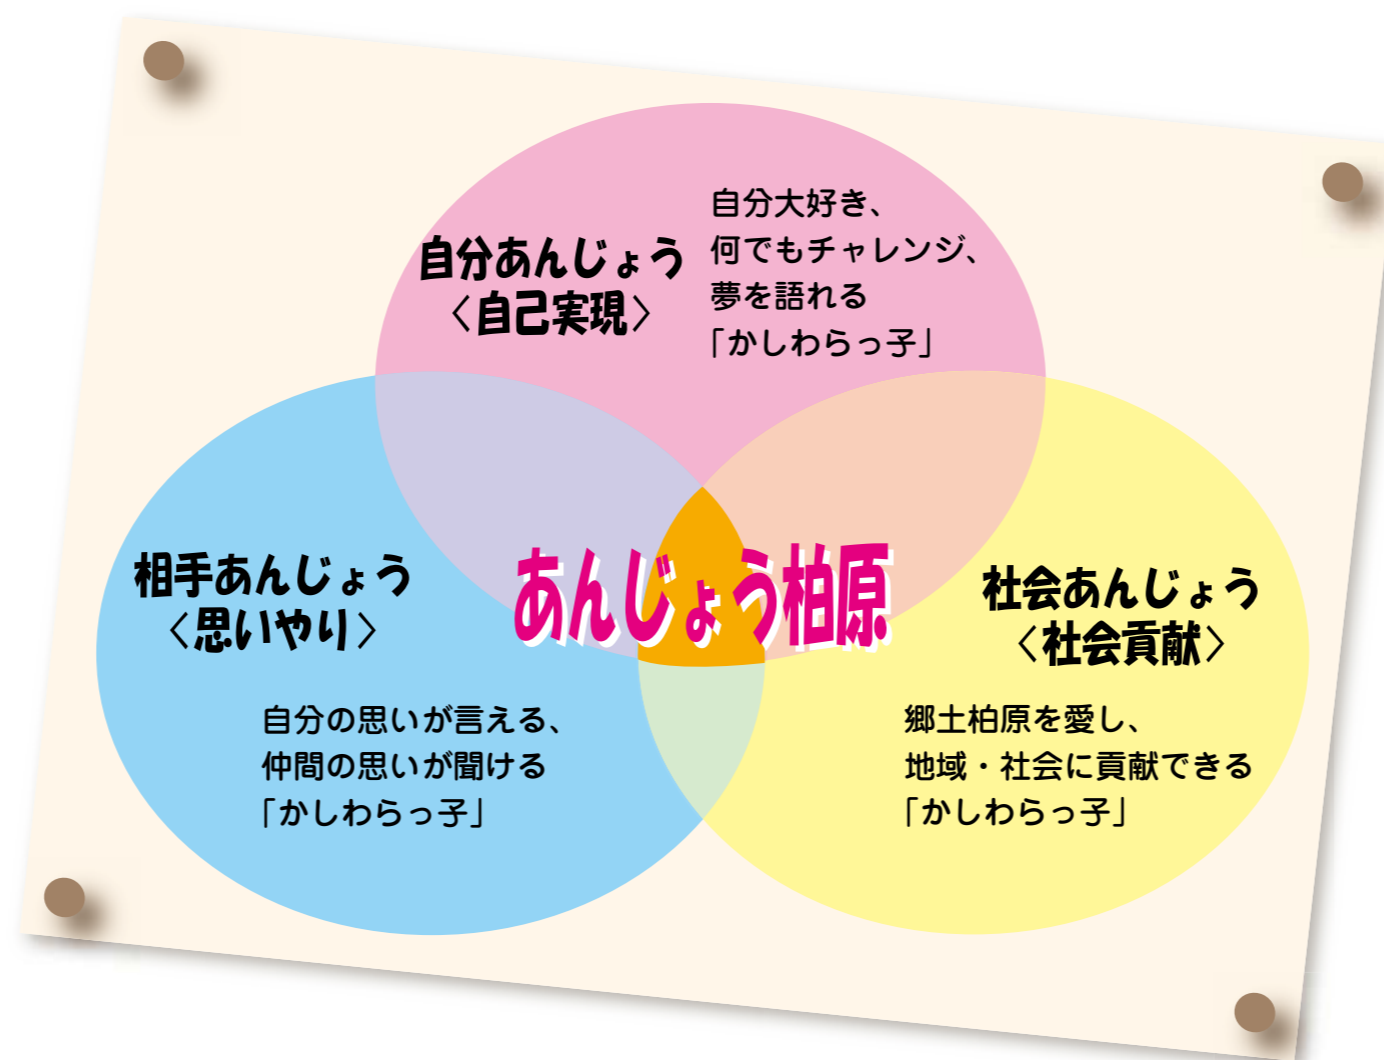 自分あんじょう
〈自己実現〉
自分大好き、
何でもチャレンジ、
夢を語れる
「かしわらっ子」
あんじょう柏原
相手あんじょう
〈思いやり〉
自分の思いが言える、
仲間の思いが聞ける
「かしわらっ子」
社会あんじょう
〈社会貢献〉
郷土柏原を愛し、
地域・社会に貢献できる
「かしわらっ子」